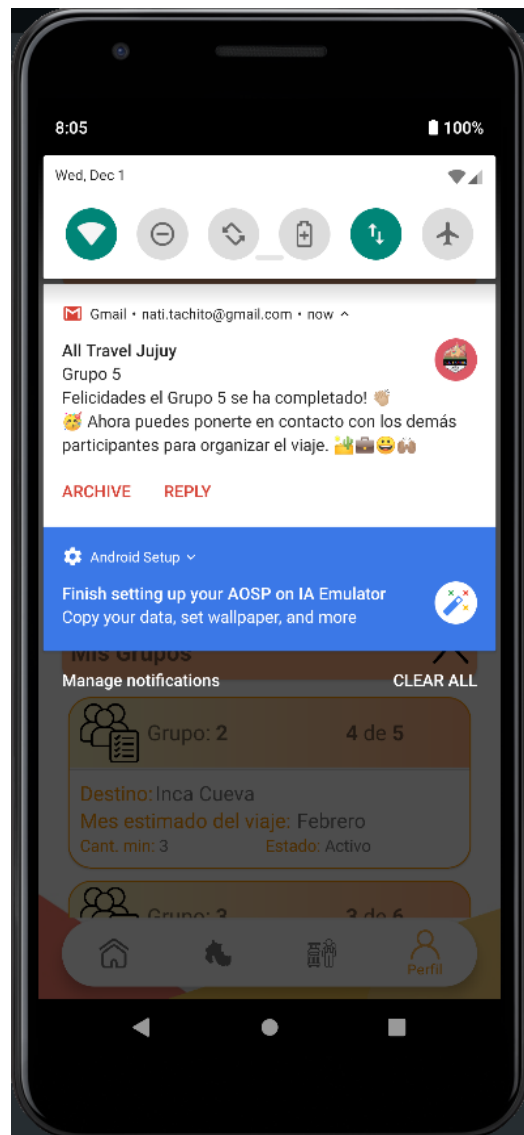 8:05 100%
Wed, Dec 1
Gmail • nati.tachito@gmail.com • now
All Travel Jujuy
Grupo 5
Felicidades el Grupo 5 se ha completado! 👏🏽
🥳 Ahora puedes ponerte en contacto con los demás
participantes para organizar el viaje. 🏜💼😀🙌🏽
ARCHIVE REPLY
Android Setup
Finish setting up your AOSP on IA Emulator
Copy your data, set wallpaper, and more
Mis Grupos
Manage notifications CLEAR ALL
Grupo: 2 4 de 5
Destino: Inca Cueva
Mes estimado del viaje: Febrero
Cant. min: 3 Estado: Activo
Grupo: 3 3 de 6
Perfil